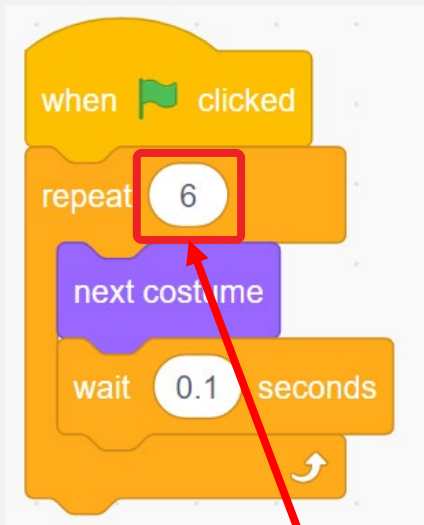 when clicked
repeat 6
next costume
wait 0.1 seconds